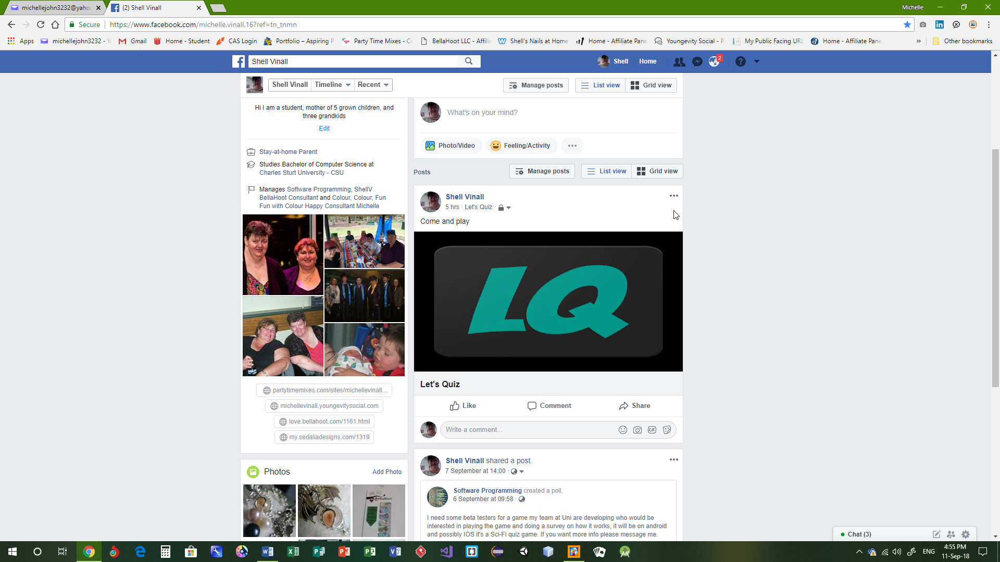 michellejohn3232@yaho
(2) Shell Vinall
Michelle
Secure
https://www.facebook.com/michelle.vinall.16?ref=tn_tnmn
Apps
michellejohn3232 - Y
Gmail
Home - Student
CAS Login
Portfolio – Aspiring P
Party Time Mixes - Co
BellaHoot LLC - Affilia
Shell's Nails at Home
Home - Affiliate Pane
Youngevity Social - P
My Public Facing URL
Home - Affiliate Pane
»
Other bookmarks
Shell Vinall
Shell
Home
2
Shell Vinall
Timeline
Recent
Manage posts
List view
Grid view
Hi I am a student, mother of 5 grown children, and
three grandkids
Edit
Stay-at-home Parent
Studies Bachelor of Computer Science at
Charles Sturt University - CSU
Manages Software Programming, ShellV
BellaHoot Consultant and Colour, Colour, Fun
Fun with Colour Happy Consultant Michelle
partytimemixes.com/sites/michellevinall...
michellevinall.youngevitysocial.com
love.bellahoot.com/1161.html
my.sedaliadesigns.com/1319
Photos
Add Photo
BellaHoot
What's on your mind?
Photo/Video
Feeling/Activity
Posts
Manage posts
List view
Grid view
Shell Vinall
5 hrs · Let's Quiz ·
Come and play
LQ
Let's Quiz
Like
Comment
Share
Write a comment...
GIF
Shell Vinall shared a post.
7 September at 14:00 ·
Software Programming created a poll.
6 September at 09:58 ·
I need some beta testers for a game my team at Uni are developing who would be
interested in playing the game and doing a survey on how it works, it will be on android
and possibly IOS it's a Sci-Fi quiz game. If you want more info please message me.
Chat (3)
ENG
4:55 PM
11-Sep-18